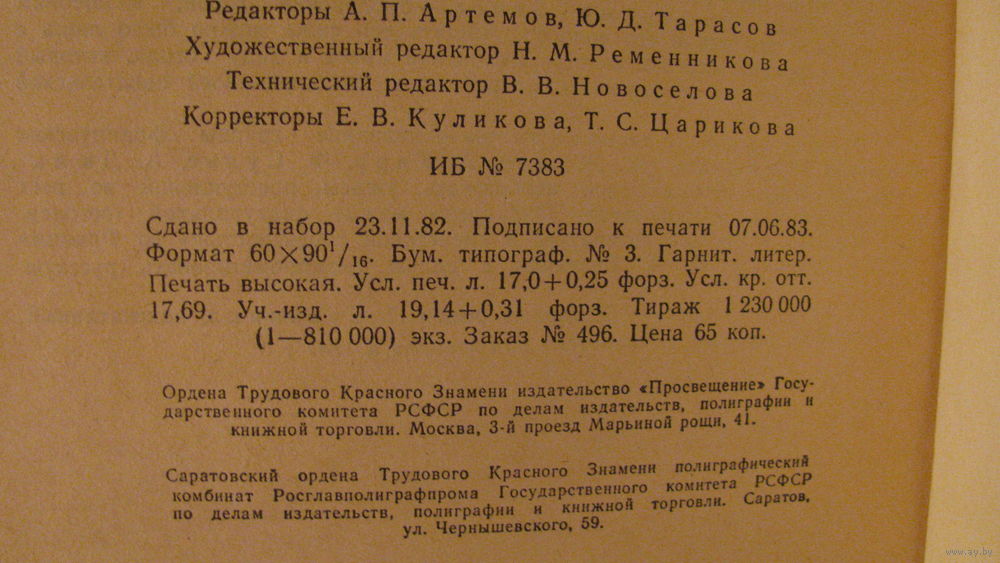 Редакторы А. П. Артемов, Ю. Д. Тарасов
Художественный редактор Н. М. Ременникова
Технический редактор В. В. Новоселова
Корректоры Е. В. Куликова, Т. С. Царикова
ИБ № 7383
Сдано в набор 23.11.82. Подписано к печати 07.06.83.
Формат 60×90¹/₁₆. Бум. типограф. № 3. Гарнит. литер.
Печать высокая. Усл. печ. л. 17,0+0,25 форз. Усл. кр. отт.
17,69. Уч.-изд. л. 19,14+0,31 форз. Тираж 1 230 000
(1—810 000) экз. Заказ № 496. Цена 65 коп.
Ордена Трудового Красного Знамени издательство «Просвещение» Госу-
дарственного комитета РСФСР по делам издательств, полиграфии и
книжной торговли. Москва, 3-й проезд Марьиной рощи, 41.
Саратовский ордена Трудового Красного Знамени полиграфический
комбинат Росглавполиграфпрома Государственного комитета РСФСР
по делам издательств, полиграфии и книжной торговли. Саратов,
ул. Чернышевского, 59.
www.ay.by